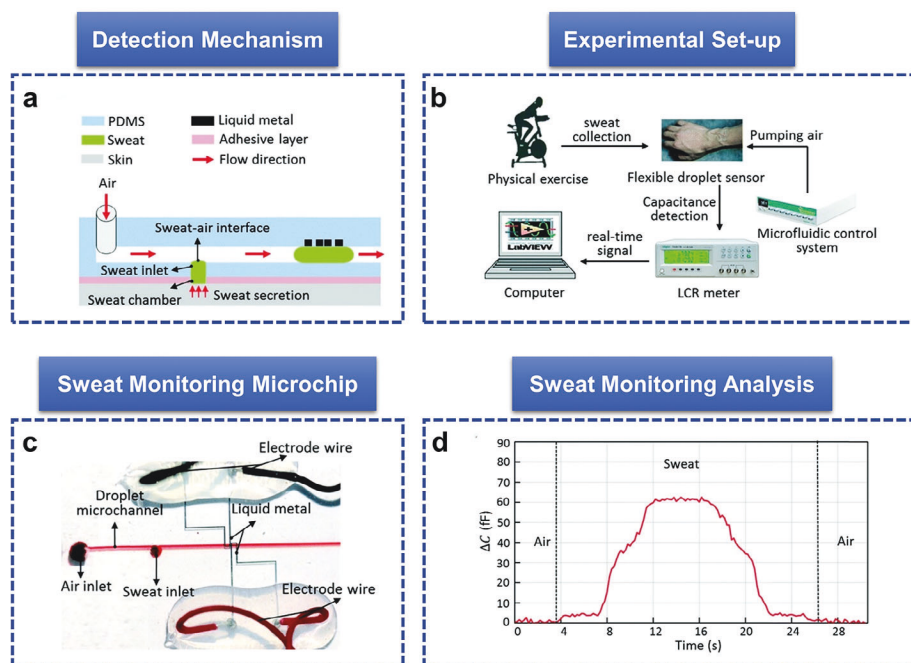 Detection Mechanism
Experimental Set-up
a
PDMS
Liquid metal
Sweat
Adhesive layer
Skin
Flow direction
Air
Sweat-air interface
Sweat inlet
Sweat chamber
Sweat secretion
b
sweat
collection
Pumping air
Physical exercise
Flexible droplet sensor
Capacitance
detection
Microfluidic control
system
LabVIEW
real-time
signal
Computer
LCR meter
Sweat Monitoring Microchip
Sweat Monitoring Analysis
c
Electrode wire
Droplet
microchannel
Liquid metal
Air inlet
Sweat inlet
Electrode wire
d
90
80
70
60
50
40
30
20
10
0
ΔC (fF)
Sweat
Air
Air
0 4 8 12 16 20 24 28
Time (s)